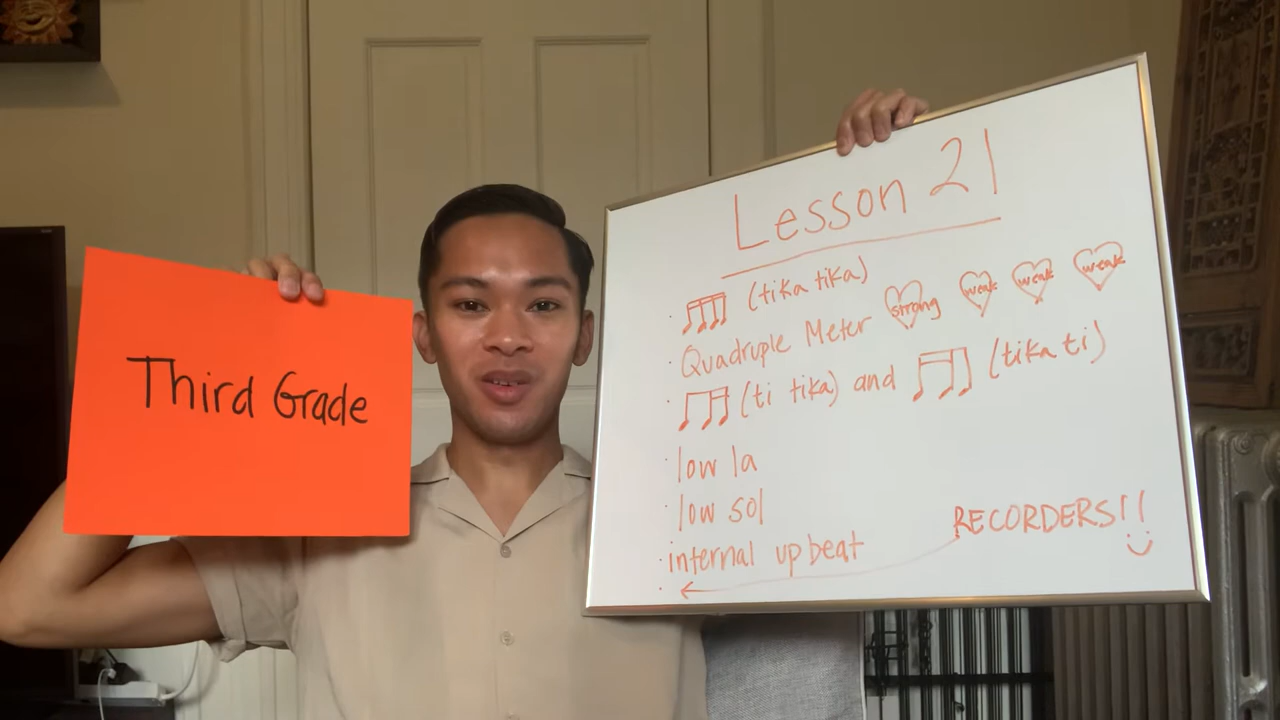 Third Grade
Lesson 21
(tika tika)
Quadruple Meter strong weak weak weak
(ti tika) and (tika ti)
low la
low sol
internal upbeat
RECORDERS!!